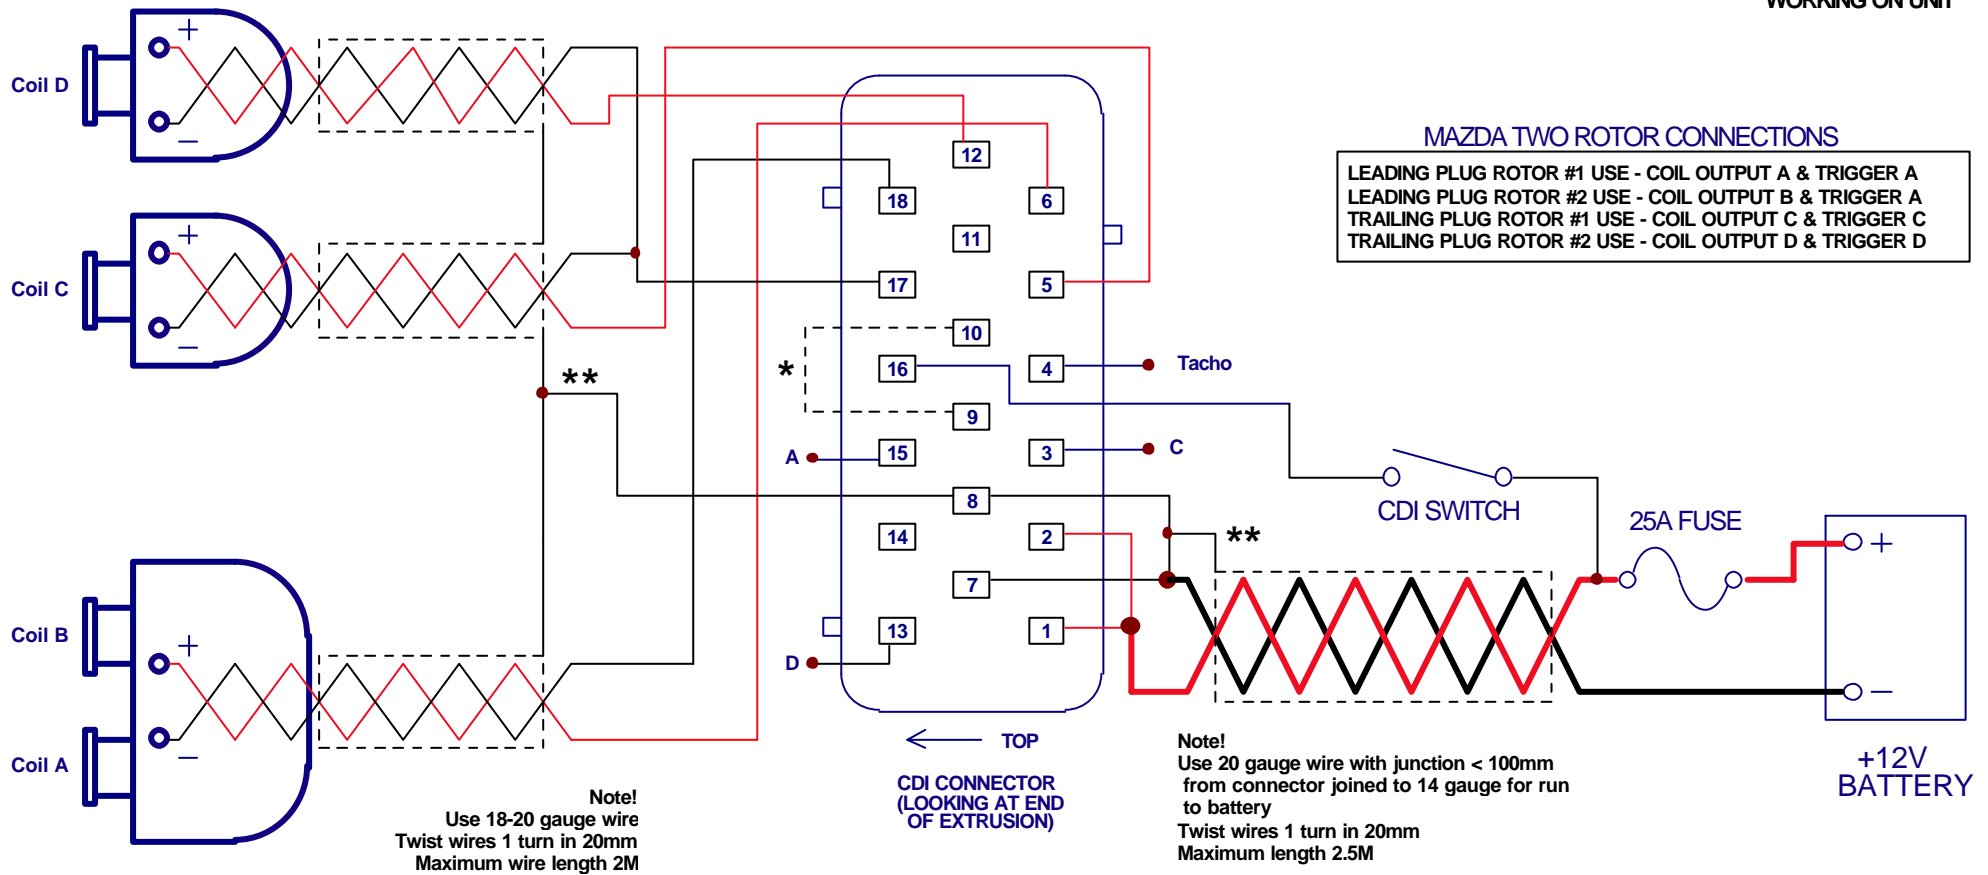 WORKING ON UNIT
Coil D
+
−
Coil C
+
−
Coil B
Coil A
+
−
**
*
A
D
12
18
6
11
17
5
10
16
4
9
15
3
8
14
2
7
13
1
Tacho
C
**
TOP
CDI CONNECTOR
(LOOKING AT END
OF EXTRUSION)
MAZDA TWO ROTOR CONNECTIONS
LEADING PLUG ROTOR #1 USE - COIL OUTPUT A & TRIGGER A
LEADING PLUG ROTOR #2 USE - COIL OUTPUT B & TRIGGER A
TRAILING PLUG ROTOR #1 USE - COIL OUTPUT C & TRIGGER C
TRAILING PLUG ROTOR #2 USE - COIL OUTPUT D & TRIGGER D
CDI SWITCH
25A FUSE
+
−
+12V
BATTERY
Note!
Use 18-20 gauge wire
Twist wires 1 turn in 20mm
Maximum wire length 2M
Note!
Use 20 gauge wire with junction < 100mm
from connector joined to 14 gauge for run
to battery
Twist wires 1 turn in 20mm
Maximum length 2.5M